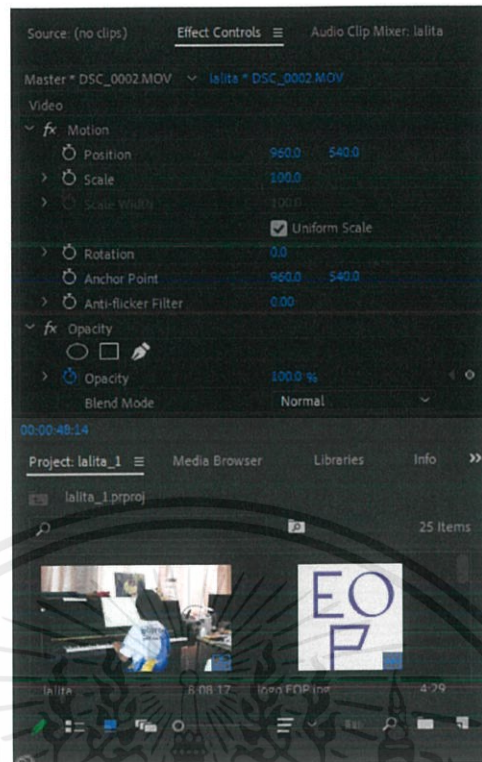 Source: (no clips) Effect Controls Audio Clip Mixer: lalita
Master * DSC_0002.MOV lalita * DSC_0002.MOV
Video
fx Motion
Position 960.0 540.0
Scale 100.0
Scale Width 100.0
Uniform Scale
Rotation 0.0
Anchor Point 960.0 540.0
Anti-flicker Filter 0.00
fx Opacity
Opacity 100.0 %
Blend Mode Normal
00:00:48:14
Project: lalita_1 Media Browser Libraries Info
lalita_1.prproj
25 Items
EO
P
lalita 6:08:17 logo EOP.jpg 4:29